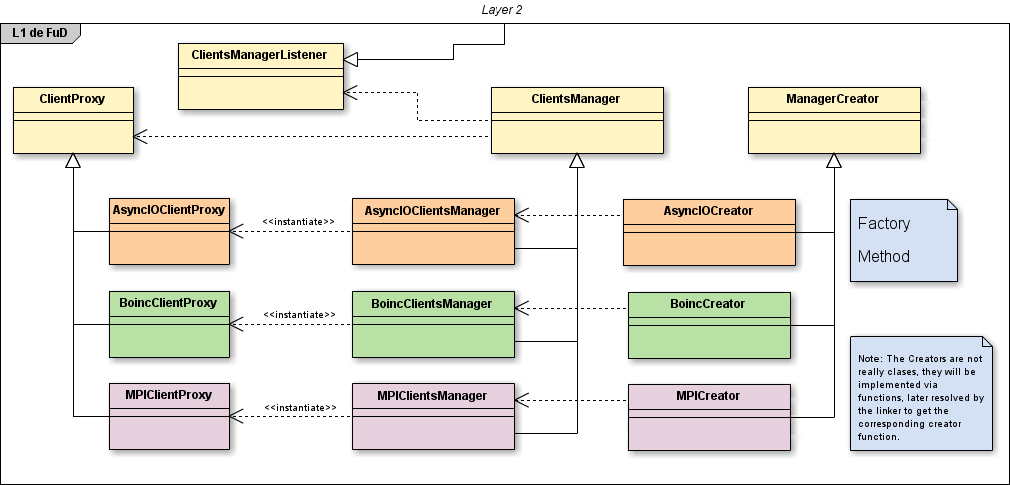 Layer 2
L1 de FuD
ClientsManagerListener
ClientProxy
ClientsManager
ManagerCreator
AsyncIOClientProxy
<<instantiate>>
AsyncIOClientsManager
AsyncIOCreator
Factory
Method
BoincClientProxy
<<instantiate>>
BoincClientsManager
BoincCreator
MPIClientProxy
<<instantiate>>
MPIClientsManager
MPICreator
Note: The Creators are not
really clases, they will be
implemented via
functions, later resolved by
the linker to get the
corresponding creator
function.